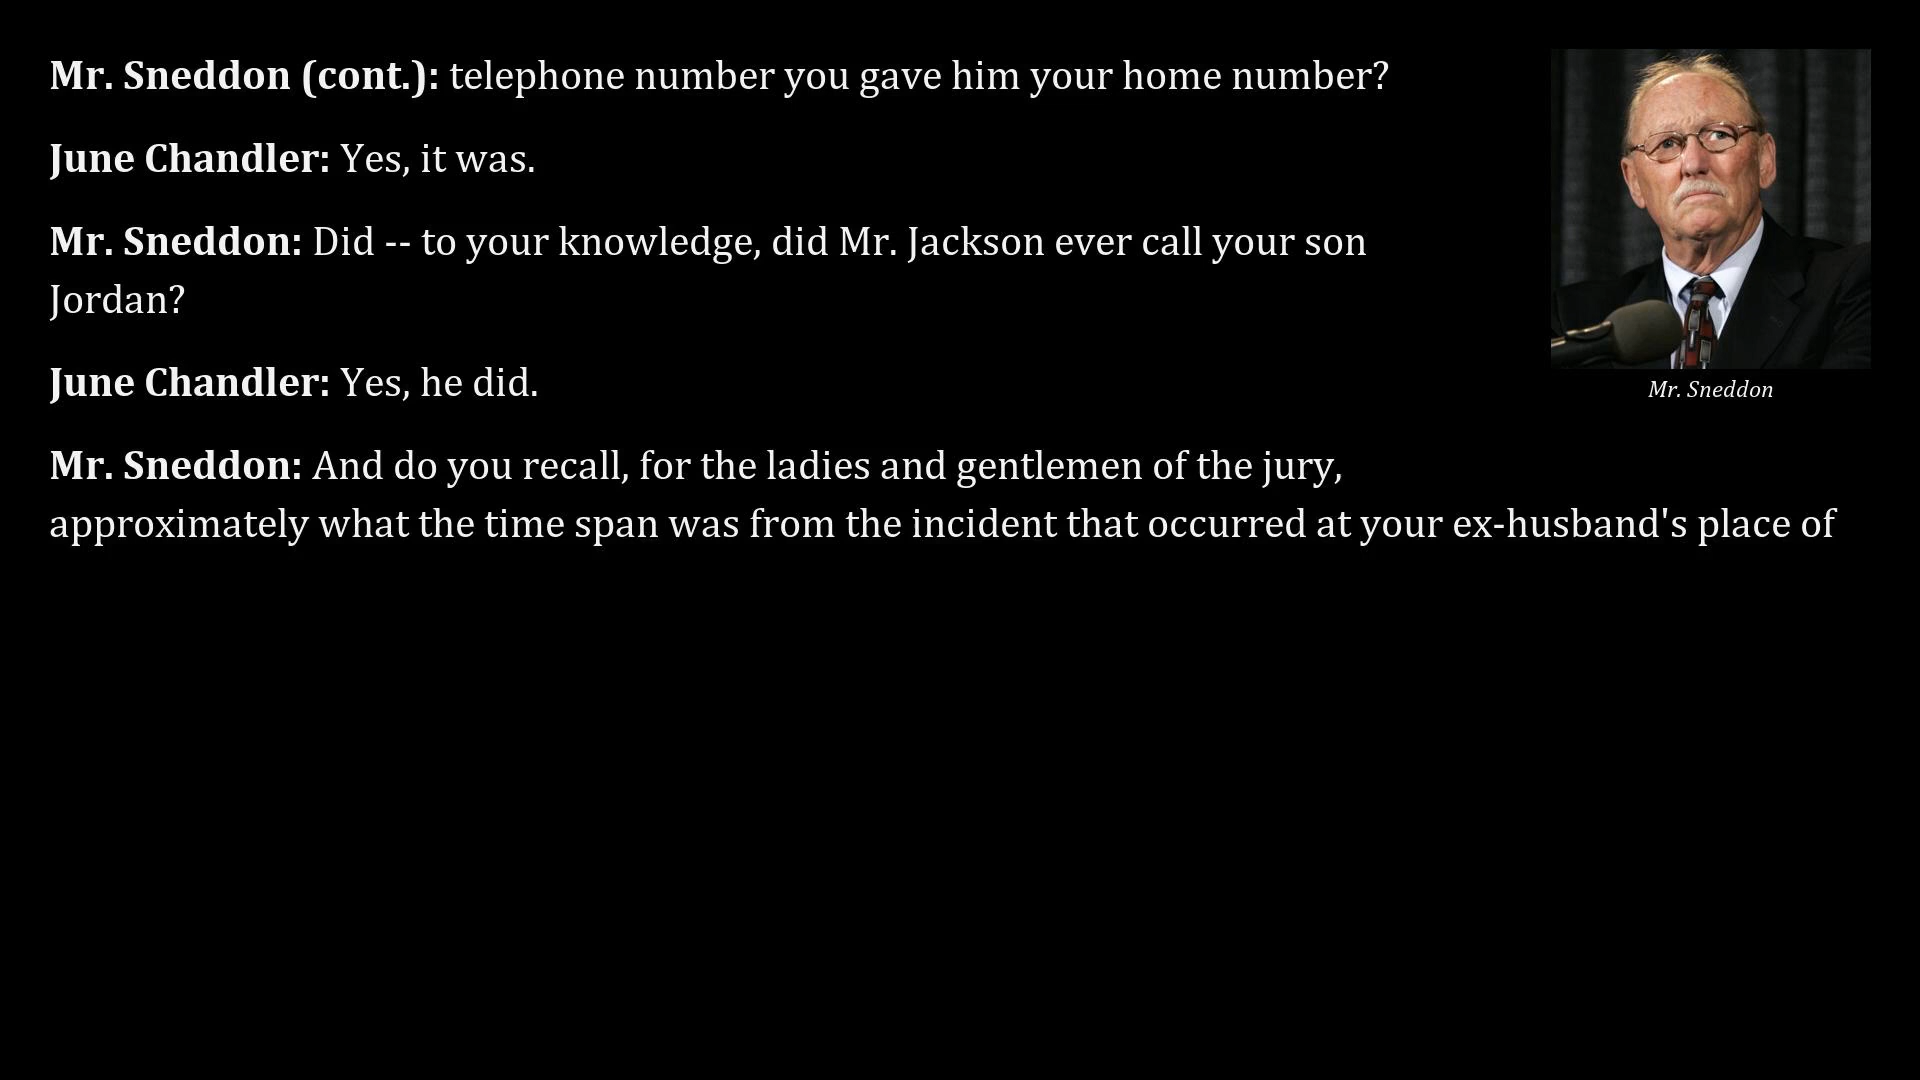 Mr. Sneddon (cont.): telephone number you gave him your home number?
June Chandler: Yes, it was.
Mr. Sneddon: Did -- to your knowledge, did Mr. Jackson ever call your son
Jordan?
June Chandler: Yes, he did.
Mr. Sneddon
Mr. Sneddon: And do you recall, for the ladies and gentlemen of the jury,
approximately what the time span was from the incident that occurred at your ex-husband's place of